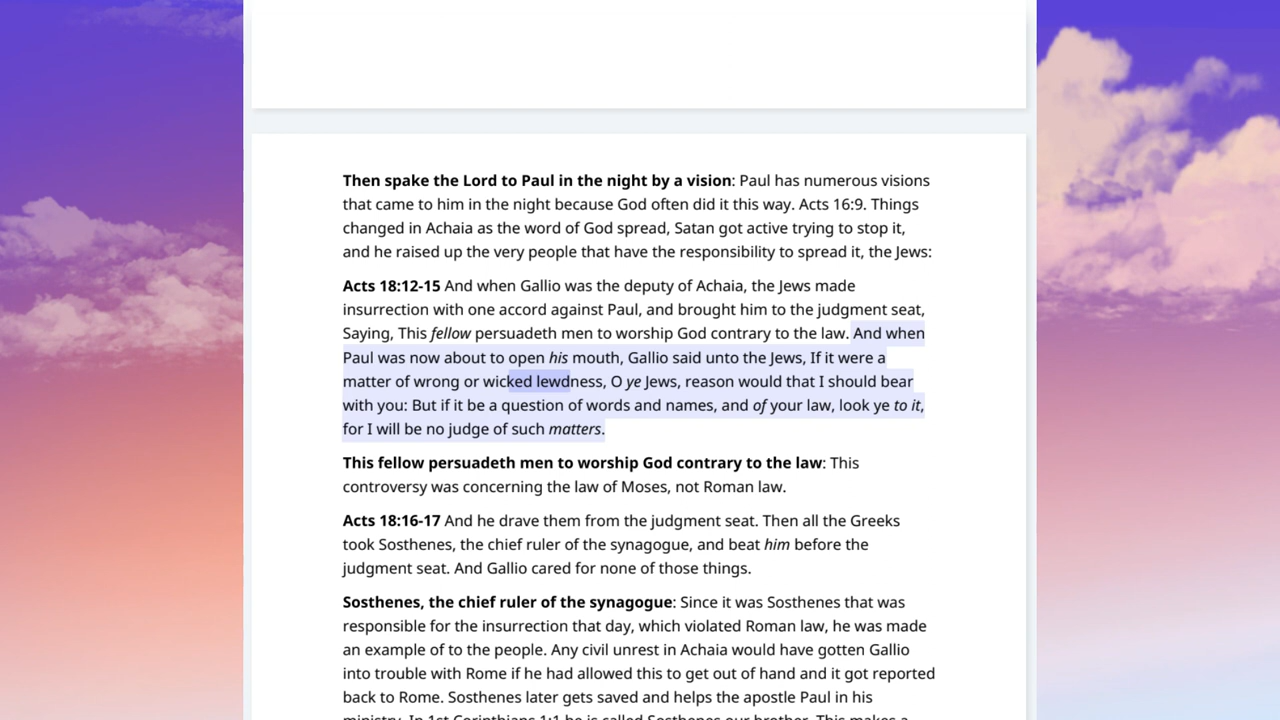 Then spake the Lord to Paul in the night by a vision: Paul has numerous visions
that came to him in the night because God often did it this way. Acts 16:9. Things
changed in Achaia as the word of God spread, Satan got active trying to stop it,
and he raised up the very people that have the responsibility to spread it, the Jews:
Acts 18:12-15 And when Gallio was the deputy of Achaia, the Jews made
insurrection with one accord against Paul, and brought him to the judgment seat,
Saying, This fellow persuadeth men to worship God contrary to the law. And when
Paul was now about to open his mouth, Gallio said unto the Jews, If it were a
matter of wrong or wicked lewdness, O ye Jews, reason would that I should bear
with you: But if it be a question of words and names, and of your law, look ye to it,
for I will be no judge of such matters.
This fellow persuadeth men to worship God contrary to the law: This
controversy was concerning the law of Moses, not Roman law.
Acts 18:16-17 And he drave them from the judgment seat. Then all the Greeks
took Sosthenes, the chief ruler of the synagogue, and beat him before the
judgment seat. And Gallio cared for none of those things.
Sosthenes, the chief ruler of the synagogue: Since it was Sosthenes that was
responsible for the insurrection that day, which violated Roman law, he was made
an example of to the people. Any civil unrest in Achaia would have gotten Gallio
into trouble with Rome if he had allowed this to get out of hand and it got reported
back to Rome. Sosthenes later gets saved and helps the apostle Paul in his
ministry. In 1st Corinthians 1:1 he is called Sosthenes our brother. This makes a